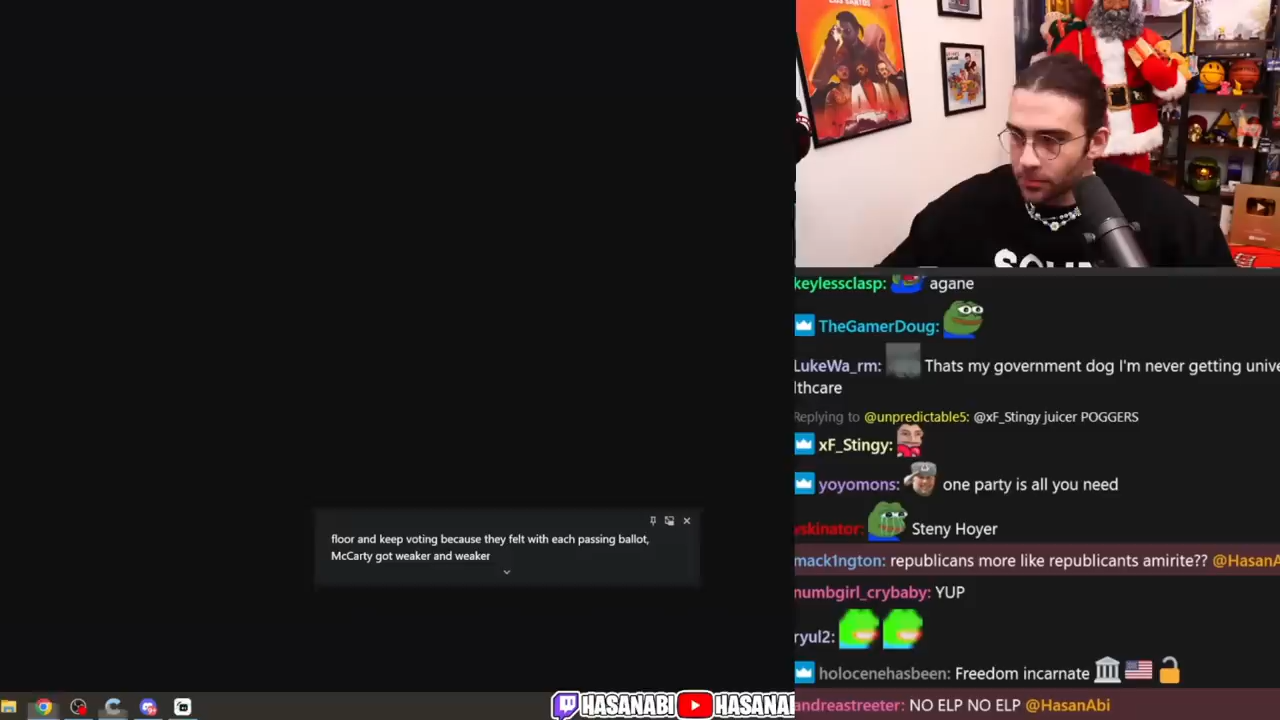 floor and keep voting because they felt with each passing ballot,
McCarty got weaker and weaker
keylessclasp: agane
TheGamerDoug:
LukeWa_rm: Thats my government dog I'm never getting unive
lthcare
Replying to @unpredictable5: @xF_Stingy juicer POGGERS
xF_Stingy:
yoyomons: one party is all you need
vskinator: Steny Hoyer
mack1ngton: republicans more like republicants amirite?? @HasanA
numbgirl_crybaby: YUP
ryul2:
holocenehasbeen: Freedom incarnate
andreastreeter: NO ELP NO ELP @HasanAbi
HASANABI HASANAI